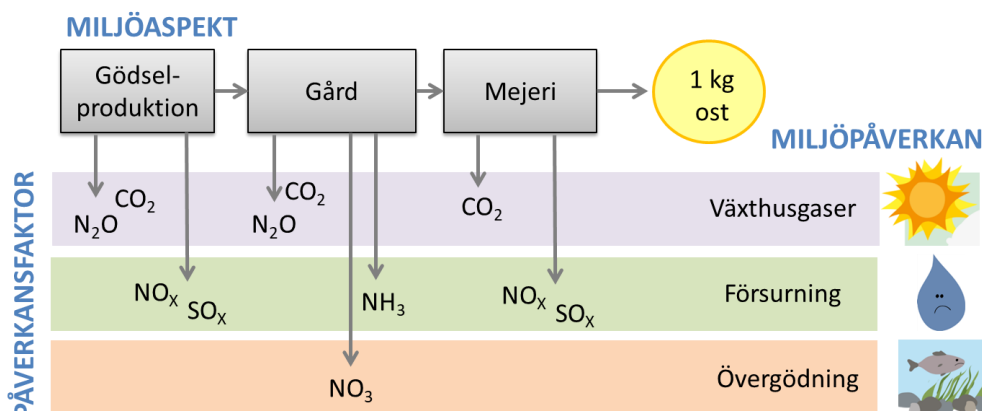 MILJÖASPEKT
Gödsel-
produktion
Gård
Mejeri
1 kg
ost
MILJÖPÅVERKAN
PÅVERKANSFAKTOR
CO₂
N₂O
CO₂
N₂O
CO₂
Växthusgaser
NOₓ
SOₓ
NH₃
NOₓ
SOₓ
Försurning
NO₃
Övergödning